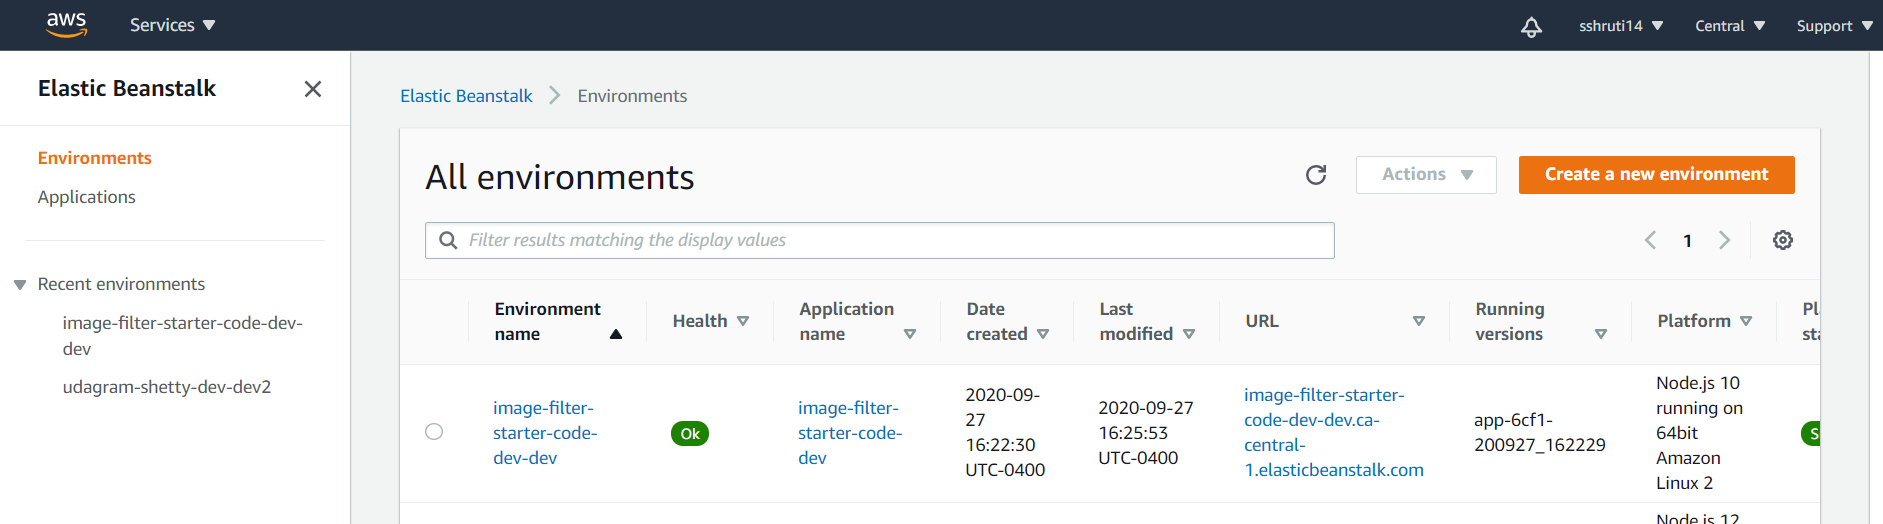 aws Services sshruti14 Central Support
Elastic Beanstalk
Environments
Applications
Recent environments
image-filter-starter-code-dev-
dev
udagram-shetty-dev-dev2
Elastic Beanstalk Environments
All environments
Actions
Create a new environment
Filter results matching the display values
1
Environment
name
Health
Application
name
Date
created
Last
modified
URL
Running
versions
Platform
image-filter-
starter-code-
dev-dev
Ok
image-filter-
starter-code-
dev
2020-09-
27
16:22:30
UTC-0400
2020-09-27
16:25:53
UTC-0400
image-filter-starter-
code-dev-dev.ca-
central-
1.elasticbeanstalk.com
app-6cf1-
200927_162229
Node.js 10
running on
64bit
Amazon
Linux 2
Node.js 12